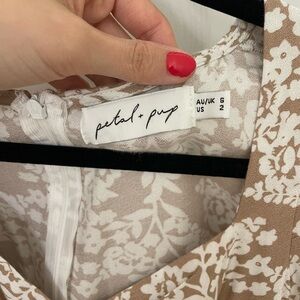 petal + pup
AU/UK 6
US 2